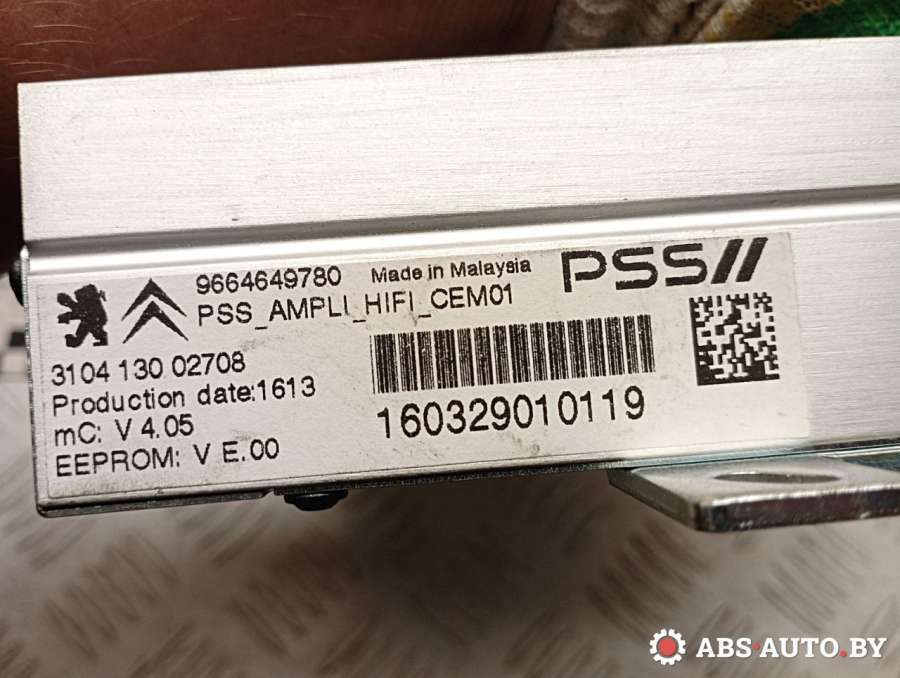 9664649780 Made in Malaysia
PSS_AMPLI_HIFI_CEM01
PSS//
3104 130 02708
Production date:1613
mC: V 4.05
EEPROM: V E.00
160329010119
ABS-AUTO.BY